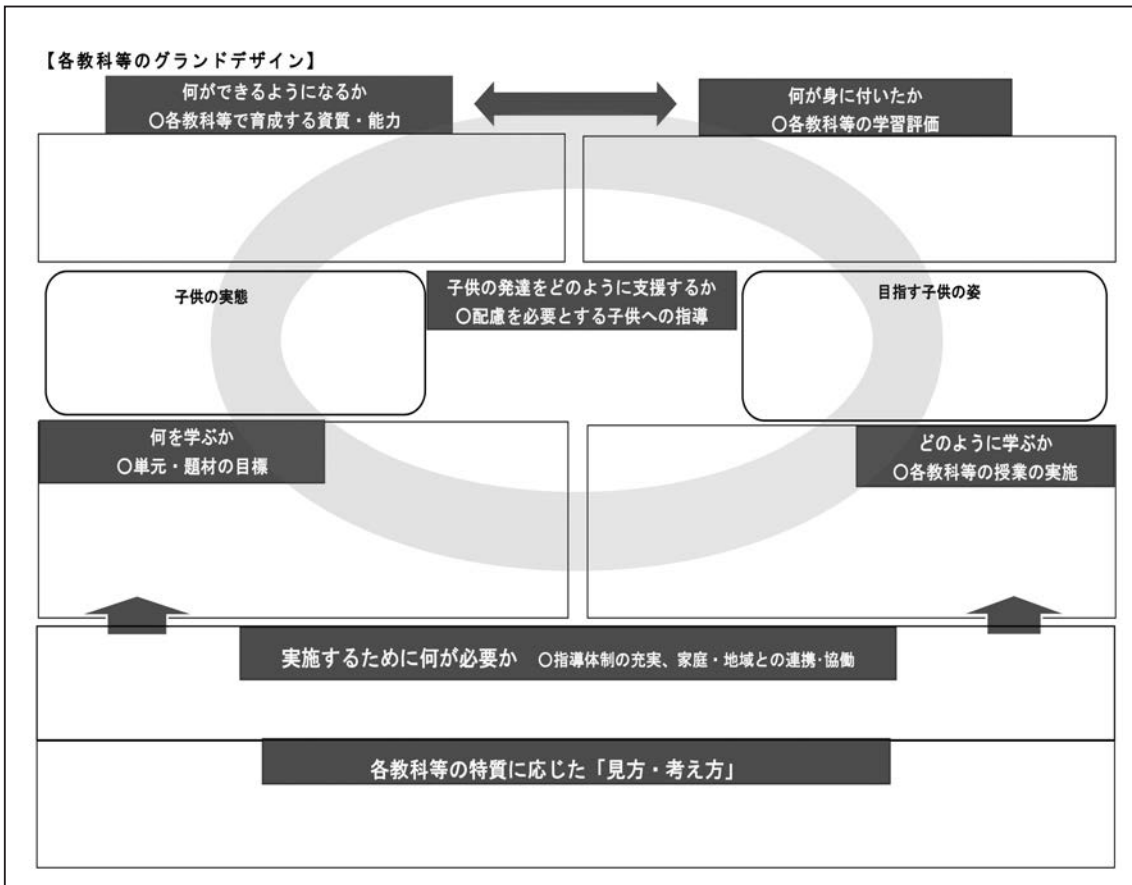 【各教科等のグランドデザイン】
何ができるようになるか
○各教科等で育成する資質・能力
何が身に付いたか
○各教科等の学習評価
子供の実態
子供の発達をどのように支援するか
○配慮を必要とする子供への指導
目指す子供の姿
何を学ぶか
○単元・題材の目標
どのように学ぶか
○各教科等の授業の実施
実施するために何が必要か ○指導体制の充実、家庭・地域との連携･協働
各教科等の特質に応じた「見方・考え方」